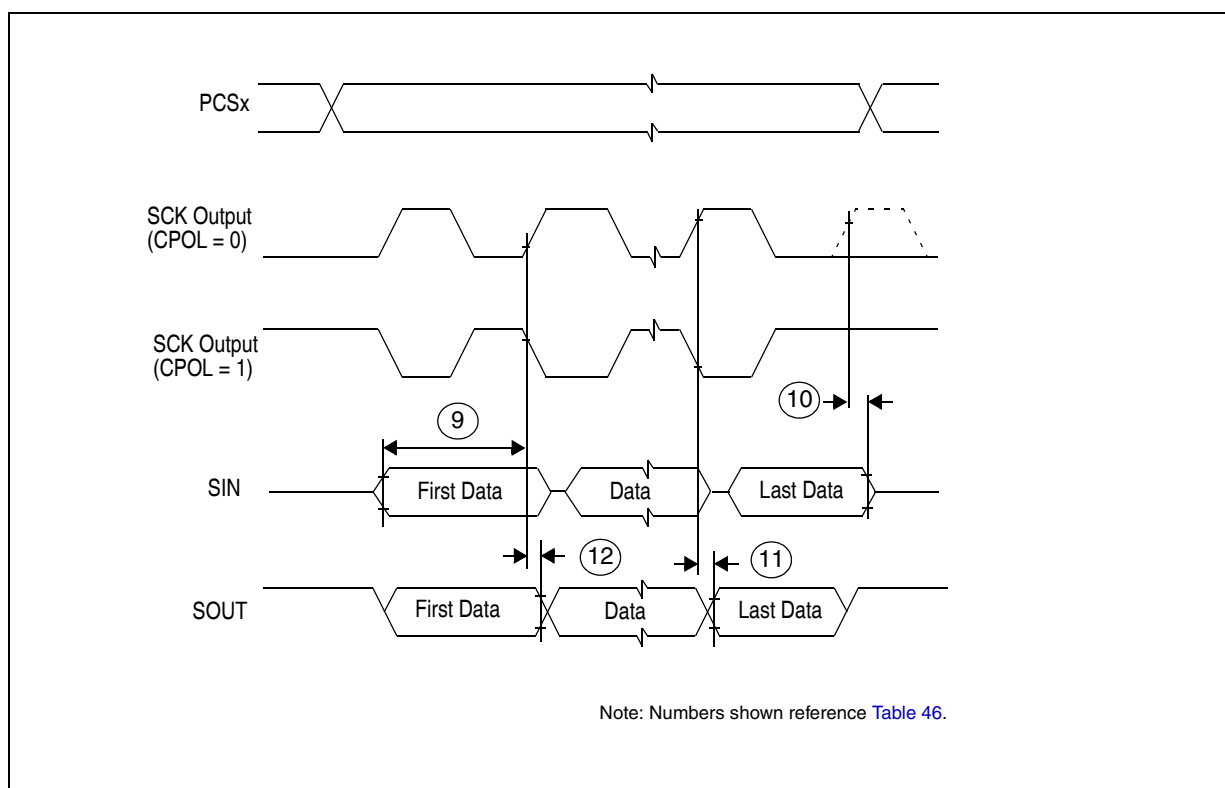 PCSx
SCK Output
(CPOL = 0)
SCK Output
(CPOL = 1)
10
9
SIN
First Data
Data
Last Data
12
11
SOUT
First Data
Data
Last Data
Note: Numbers shown reference Table 46.